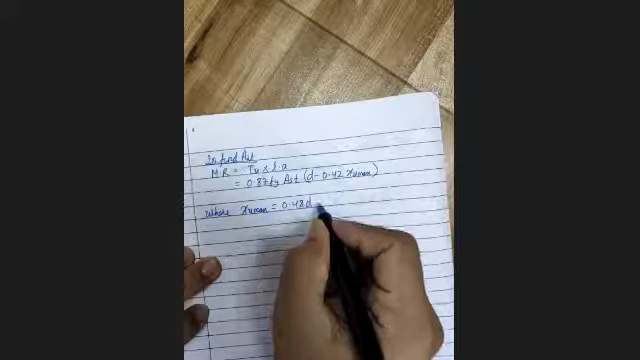 To find Ast
M.R = Tu × l.a
= 0.87fy Ast (d - 0.42 xumax)
where xumax = 0.48d